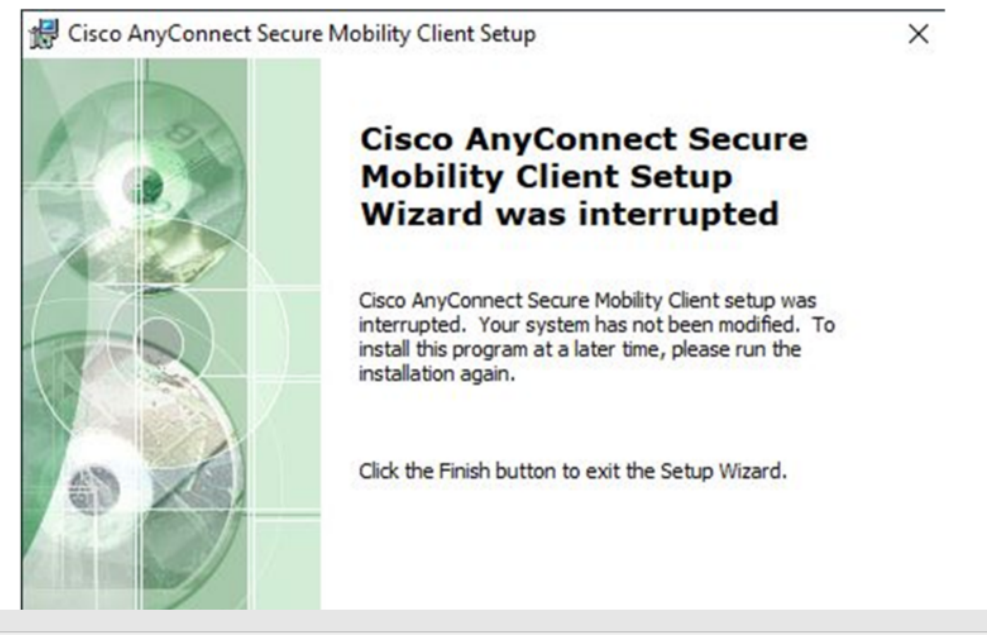 Cisco AnyConnect Secure Mobility Client Setup
Cisco AnyConnect Secure
Mobility Client Setup
Wizard was interrupted
Cisco AnyConnect Secure Mobility Client setup was
interrupted. Your system has not been modified. To
install this program at a later time, please run the
installation again.
Click the Finish button to exit the Setup Wizard.